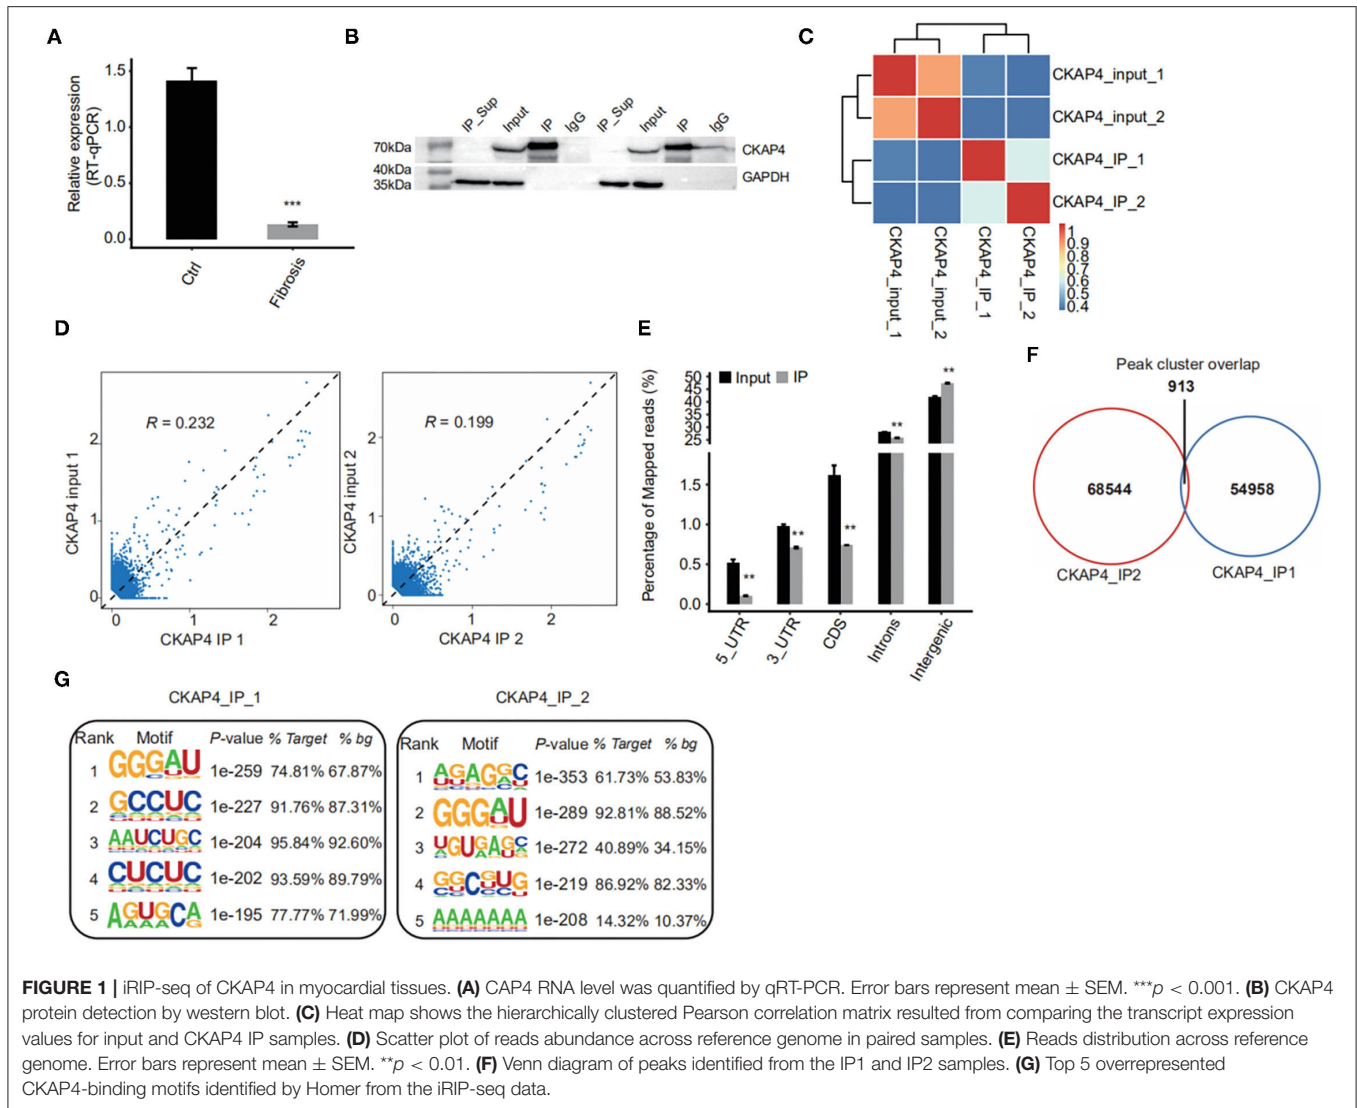 A
Relative expression
(RT-qPCR)
1.5
1.0
0.5
0.0
***
Ctrl
Fibrosis
B
IP_Sup
Input
IP
IgG
IP_Sup
Input
IP
IgG
70kDa
40kDa
35kDa
CKAP4
GAPDH
C
CKAP4_input_1
CKAP4_input_2
CKAP4_IP_1
CKAP4_IP_2
CKAP4_input_1
CKAP4_input_2
CKAP4_IP_1
CKAP4_IP_2
1
0.9
0.8
0.7
0.6
0.5
0.4
D
R = 0.232
CKAP4 input 1
2
1
0
0
1
2
CKAP4 IP 1
R = 0.199
CKAP4 input 2
2
1
0
0
1
2
CKAP4 IP 2
E
Percentage of Mapped reads (%)
Input
IP
50
45
40
35
30
25
1.5
1.0
0.5
0.0
**
**
**
**
**
5_UTR
3_UTR
CDS
Introns
Intergenic
F
Peak cluster overlap
913
68544
54958
CKAP4_IP2
CKAP4_IP1
G
CKAP4_IP_1
Rank Motif P-value % Target % bg
1 GGGAU 1e-259 74.81% 67.87%
2 GCCUC 1e-227 91.76% 87.31%
3 AAUCUGC 1e-204 95.84% 92.60%
4 CUCUC 1e-202 93.59% 89.79%
5 AGUGCA 1e-195 77.77% 71.99%
CKAP4_IP_2
Rank Motif P-value % Target % bg
1 AGAGGC 1e-353 61.73% 53.83%
2 GGGAU 1e-289 92.81% 88.52%
3 UGUGAGC 1e-272 40.89% 34.15%
4 GGCGUG 1e-219 86.92% 82.33%
5 AAAAAAA 1e-208 14.32% 10.37%
FIGURE 1 | iRIP-seq of CKAP4 in myocardial tissues. (A) CAP4 RNA level was quantified by qRT-PCR. Error bars represent mean ± SEM. ***p < 0.001. (B) CKAP4
protein detection by western blot. (C) Heat map shows the hierarchically clustered Pearson correlation matrix resulted from comparing the transcript expression
values for input and CKAP4 IP samples. (D) Scatter plot of reads abundance across reference genome in paired samples. (E) Reads distribution across reference
genome. Error bars represent mean ± SEM. **p < 0.01. (F) Venn diagram of peaks identified from the IP1 and IP2 samples. (G) Top 5 overrepresented
CKAP4-binding motifs identified by Homer from the iRIP-seq data.